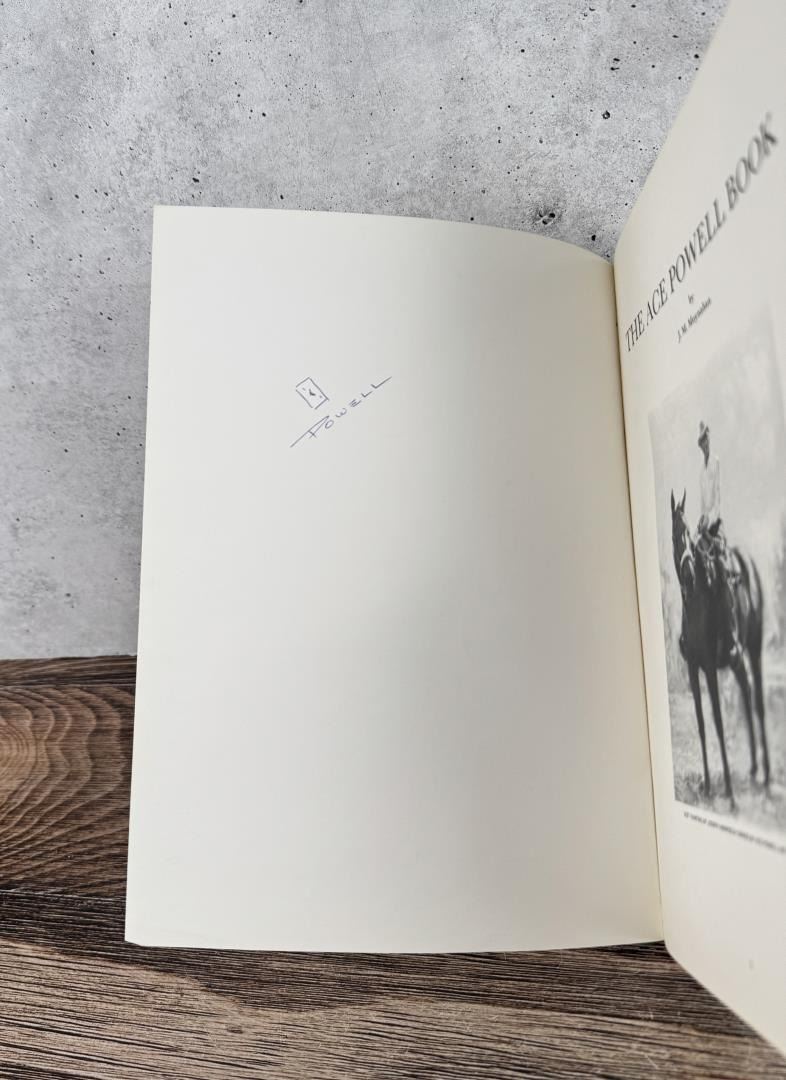 POWELL
THE ACE POWELL BOOK
by
J. M. Moynahan